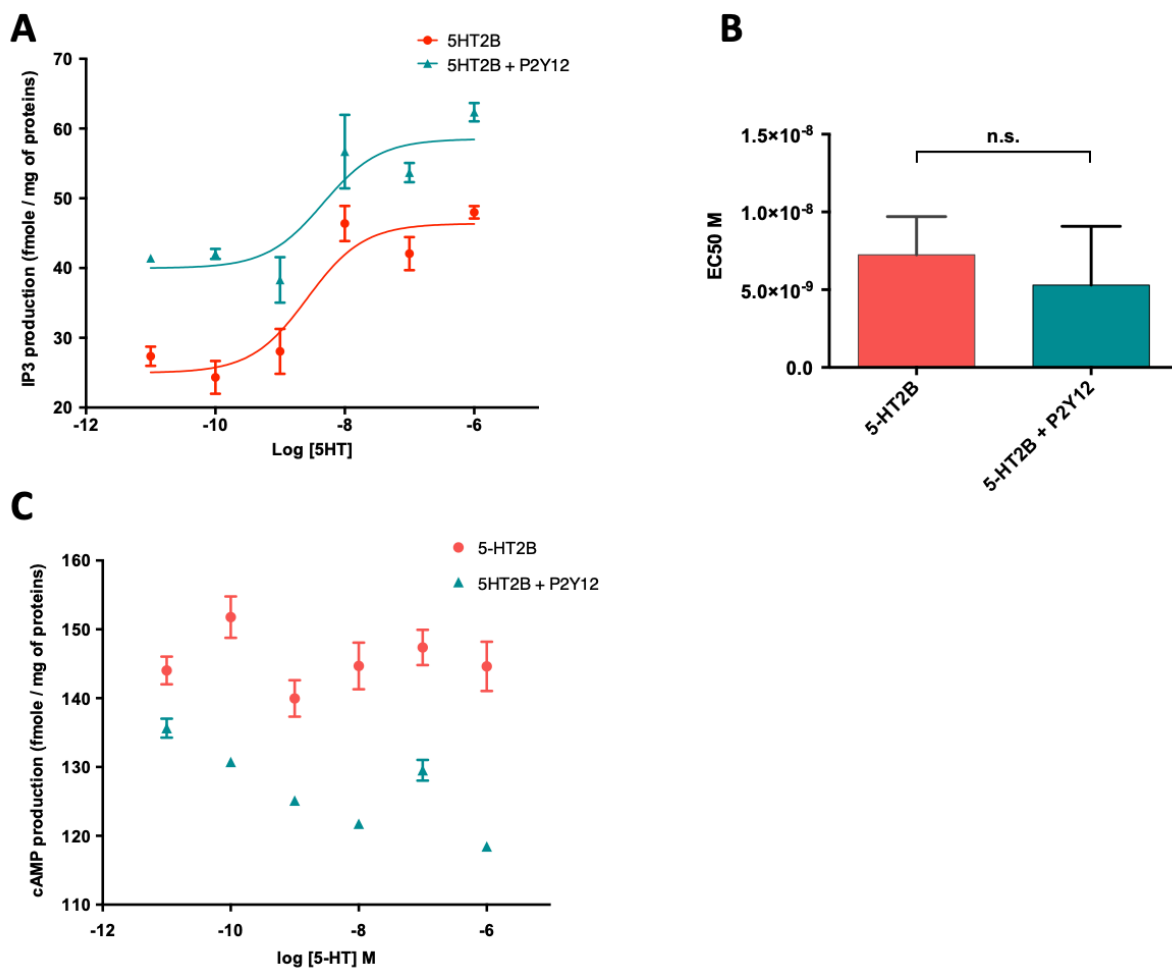 A
5HT2B
5HT2B + P2Y12
IP3 production (fmole / mg of proteins)
70
60
50
40
30
20
-12
-10
-8
-6
Log [5HT]
B
n.s.
EC50 M
1.5×10⁻⁸
1.0×10⁻⁸
5.0×10⁻⁹
0.0
5-HT2B
5-HT2B + P2Y12
C
5-HT2B
5HT2B + P2Y12
cAMP production (fmole / mg of proteins)
160
150
140
130
120
110
-12
-10
-8
-6
log [5-HT] M